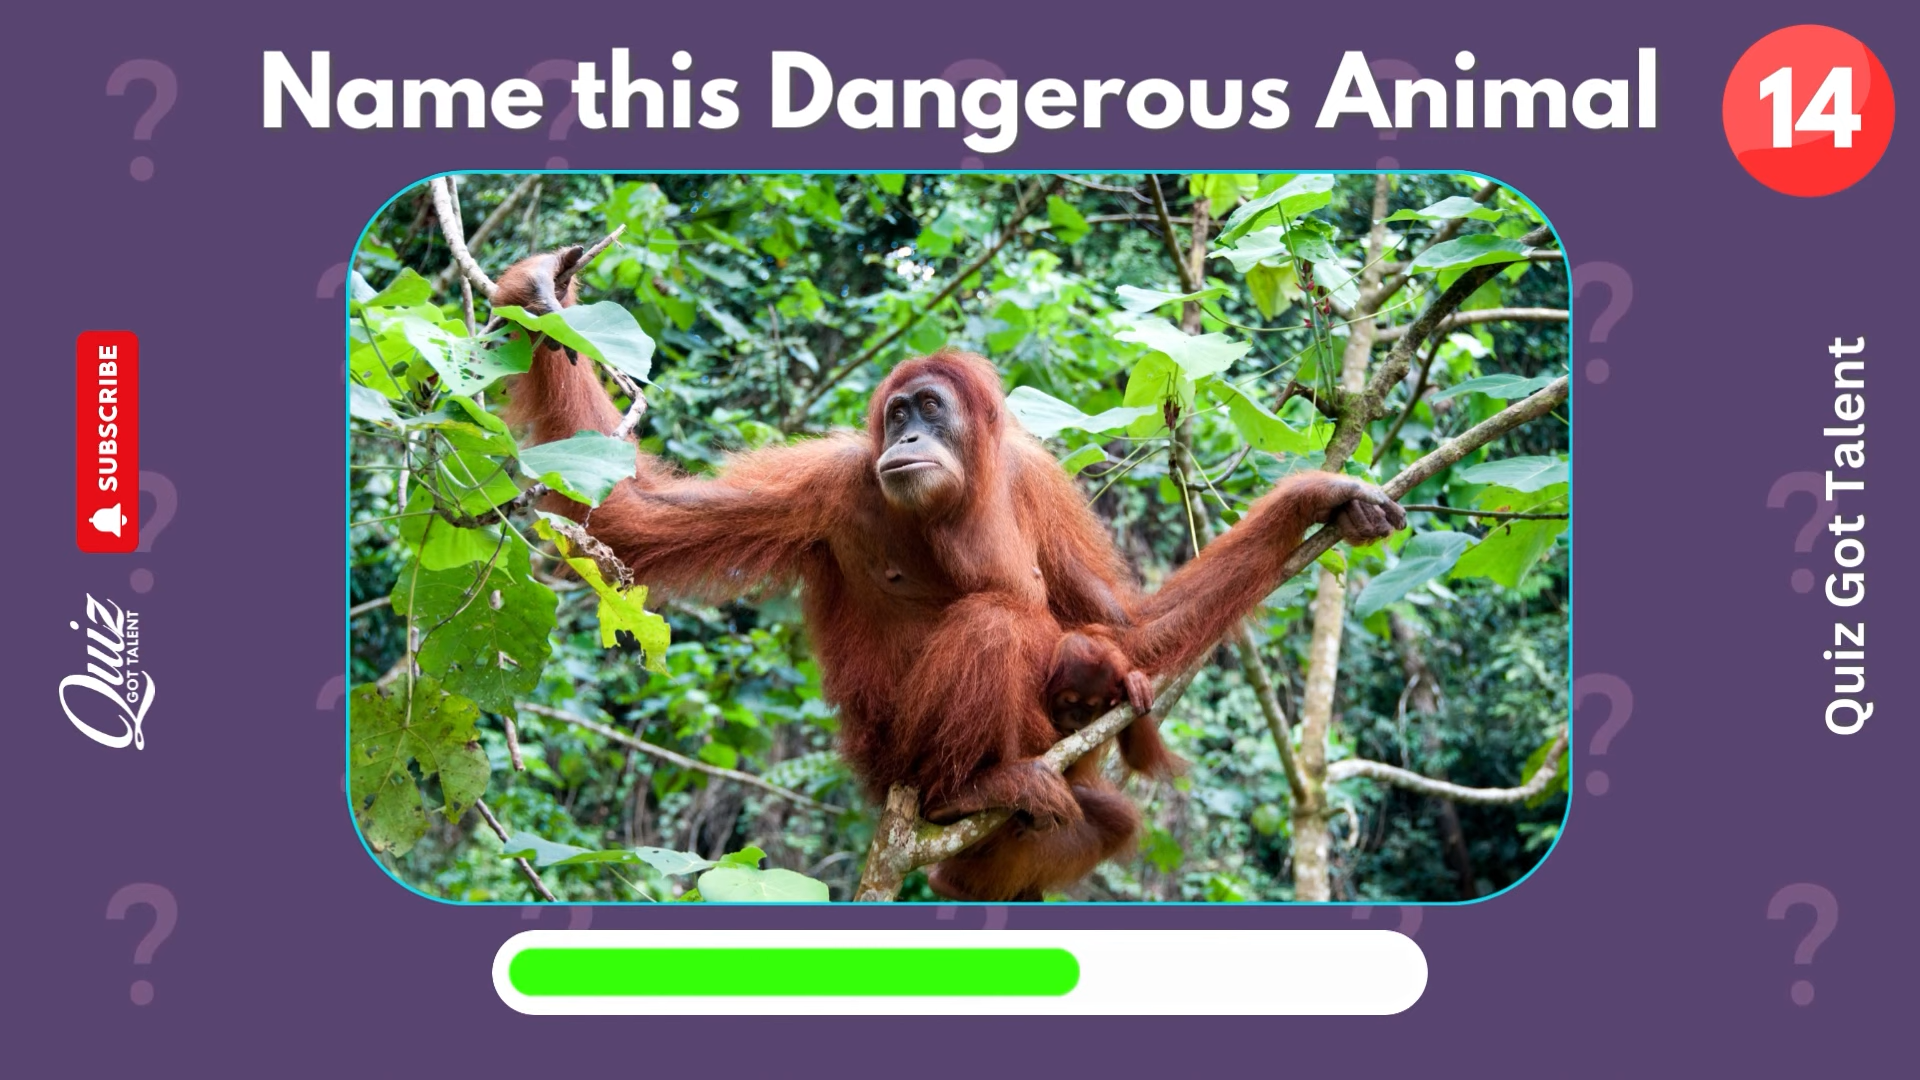 Name this Dangerous Animal
14
SUBSCRIBE
Quiz
GOT TALENT
Quiz Got Talent